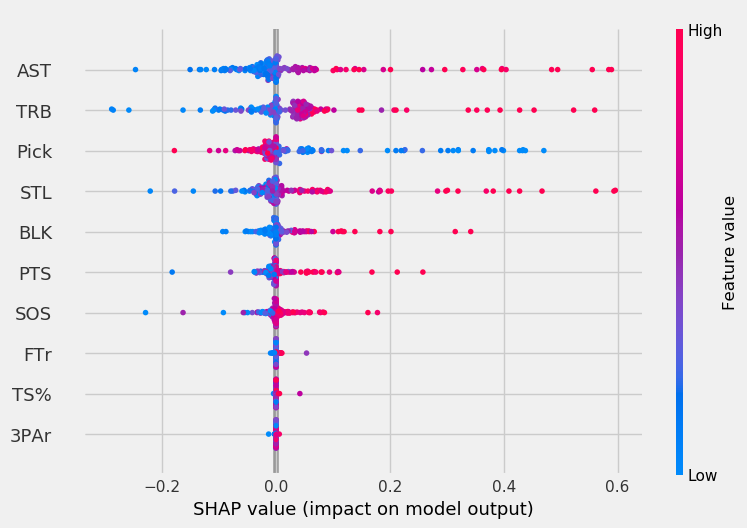 High
AST
TRB
Pick
STL
BLK
PTS
SOS
FTr
TS%
3PAr
Feature value
Low
−0.2 0.0 0.2 0.4 0.6
SHAP value (impact on model output)